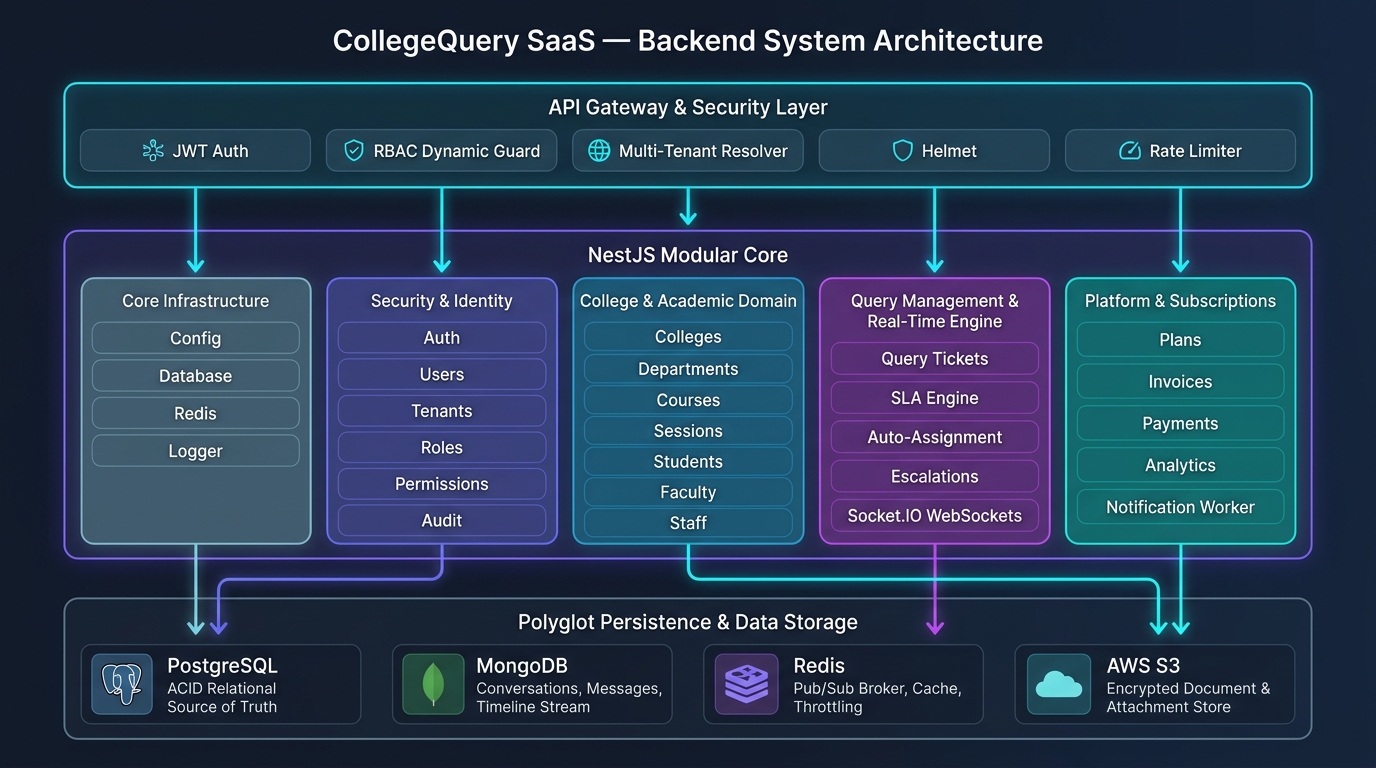 CollegeQuery SaaS — Backend System Architecture
API Gateway & Security Layer
JWT Auth
RBAC Dynamic Guard
Multi-Tenant Resolver
Helmet
Rate Limiter
NestJS Modular Core
Core Infrastructure
Config
Database
Redis
Logger
Security & Identity
Auth
Users
Tenants
Roles
Permissions
Audit
College & Academic Domain
Colleges
Departments
Courses
Sessions
Students
Faculty
Staff
Query Management &
Real-Time Engine
Query Tickets
SLA Engine
Auto-Assignment
Escalations
Socket.IO WebSockets
Platform & Subscriptions
Plans
Invoices
Payments
Analytics
Notification Worker
Polyglot Persistence & Data Storage
PostgreSQL
ACID Relational
Source of Truth
MongoDB
Conversations, Messages,
Timeline Stream
Redis
Pub/Sub Broker, Cache,
Throttling
AWS S3
Encrypted Document &
Attachment Store